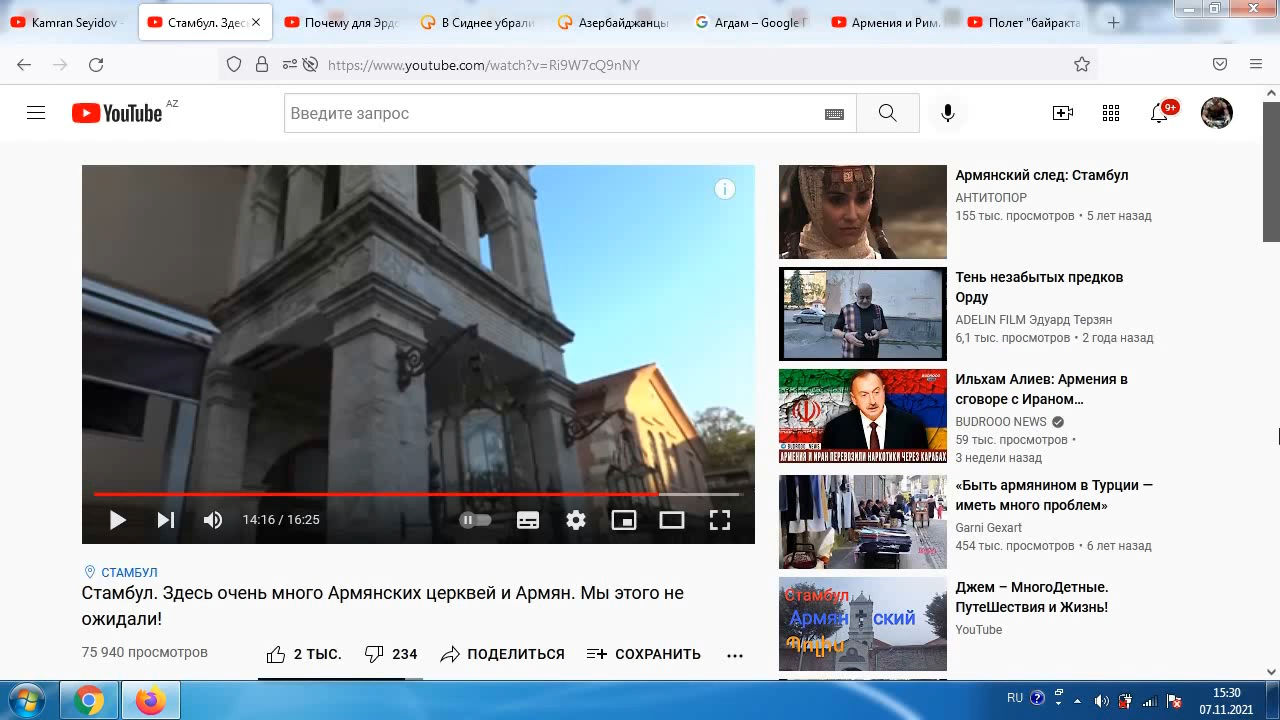 Kamran Seyidov -
Стамбул. Здес
Почему для Эрдо
В Сиднее убрали
Азербайджанцы
Агдам – Google П
Армения и Рим.
Полет "байракта
https://www.youtube.com/watch?v=Ri9W7cQ9nNY
YouTube AZ
Введите запрос
9+
14:16 / 16:25
СТАМБУЛ
Стамбул. Здесь очень много Армянских церквей и Армян. Мы этого не
ожидали!
75 940 просмотров
2 ТЫС.
234
ПОДЕЛИТЬСЯ
СОХРАНИТЬ
Армянский след: Стамбул
АНТИТОПОР
155 тыс. просмотров • 5 лет назад
Тень незабытых предков
Орду
ADELIN FILM Эдуард Терзян
6,1 тыс. просмотров • 2 года назад
BUDROOO NEWS
АРМЕНИЯ И ИРАН ПЕРЕВОЗИЛИ НАРКОТИКИ ЧЕРЕЗ КАРАБАХ
Ильхам Алиев: Армения в
сговоре с Ираном...
BUDROOO NEWS
59 тыс. просмотров •
3 недели назад
«Быть армянином в Турции —
иметь много проблем»
Garni Gexart
454 тыс. просмотров • 6 лет назад
Стамбул
Армянский
Պոլիս
Джем – МногоДетные.
ПутеШествия и Жизнь!
YouTube
RU
15:30
07.11.2021